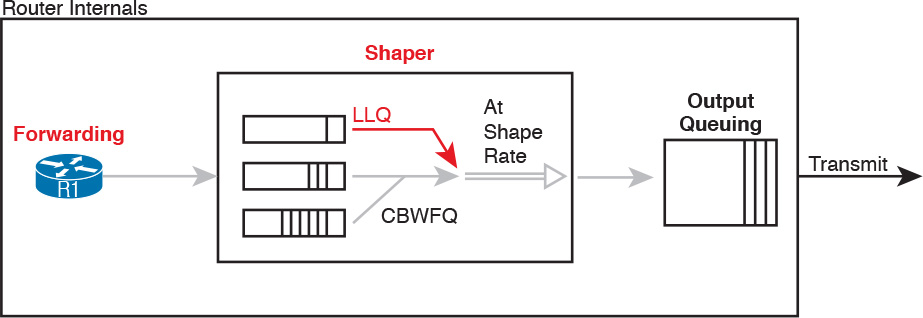 Router Internals
Shaper
Forwarding
R1
LLQ
CBWFQ
At
Shape
Rate
Output
Queuing
Transmit